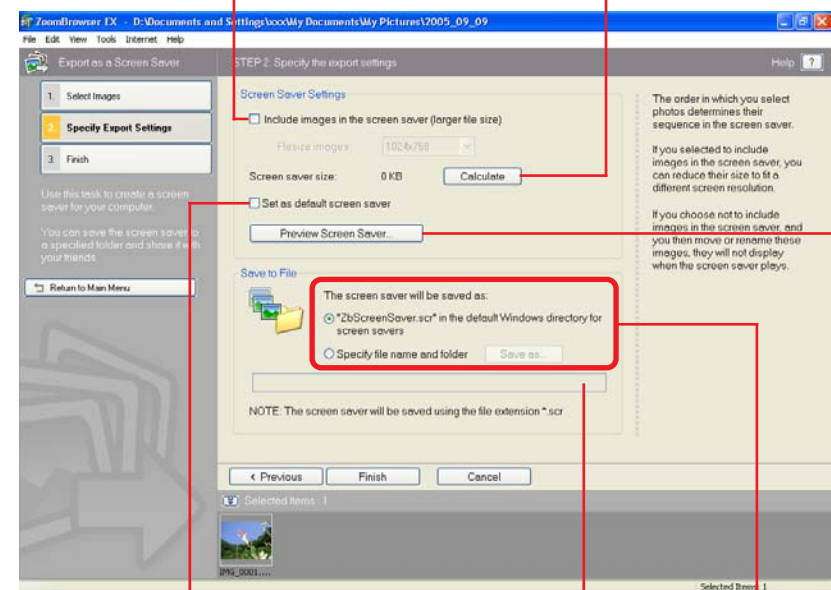 ZoomBrowser EX - D:\Documents and Settings\xxx\My Documents\My Pictures\2005_09_09
File Edit View Tools Internet Help
Export as a Screen Saver
STEP 2: Specify the export settings
Help ?
1. Select Images
2. Specify Export Settings
3. Finish
Use this task to create a screen
saver for your computer.
You can save the screen saver to
a specified folder and share it with
your friends.
Return to Main Menu
Screen Saver Settings
Include images in the screen saver (larger file size)
Resize images 1024x768
Screen saver size: 0 KB Calculate
Set as default screen saver
Preview Screen Saver...
Save to File
The screen saver will be saved as:
"ZbScreenSaver.scr" in the default Windows directory for
screen savers
Specify file name and folder Save as...
NOTE: The screen saver will be saved using the file extension *.scr
The order in which you select
photos determines their
sequence in the screen saver.
If you selected to include
images in the screen saver, you
can reduce their size to fit a
different screen resolution.
If you choose not to include
images in the screen saver, and
you then move or rename these
images, they will not display
when the screen saver plays.
< Previous Finish Cancel
Selected Items : 1
IMG_0001....
Selected Items: 1